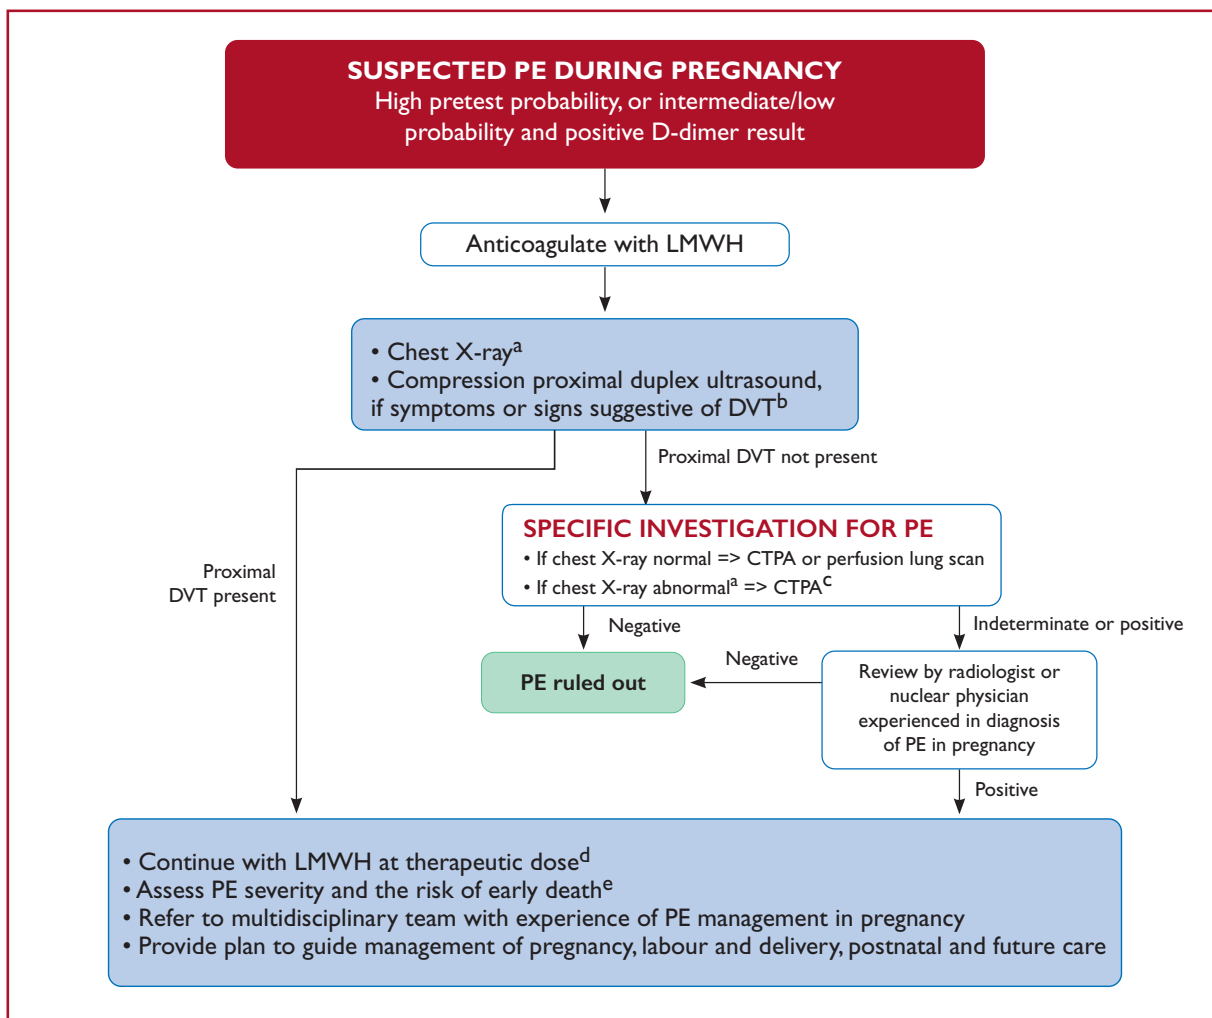 SUSPECTED PE DURING PREGNANCY
High pretest probability, or intermediate/low
probability and positive D-dimer result
Anticoagulate with LMWH
• Chest X-rayᵃ
• Compression proximal duplex ultrasound,
if symptoms or signs suggestive of DVTᵇ
Proximal DVT not present
Proximal
DVT present
SPECIFIC INVESTIGATION FOR PE
• If chest X-ray normal => CTPA or perfusion lung scan
• If chest X-ray abnormalᵃ => CTPAᶜ
Negative
Indeterminate or positive
PE ruled out
Negative
Review by radiologist or
nuclear physician
experienced in diagnosis
of PE in pregnancy
Positive
• Continue with LMWH at therapeutic doseᵈ
• Assess PE severity and the risk of early deathᵉ
• Refer to multidisciplinary team with experience of PE management in pregnancy
• Provide plan to guide management of pregnancy, labour and delivery, postnatal and future care